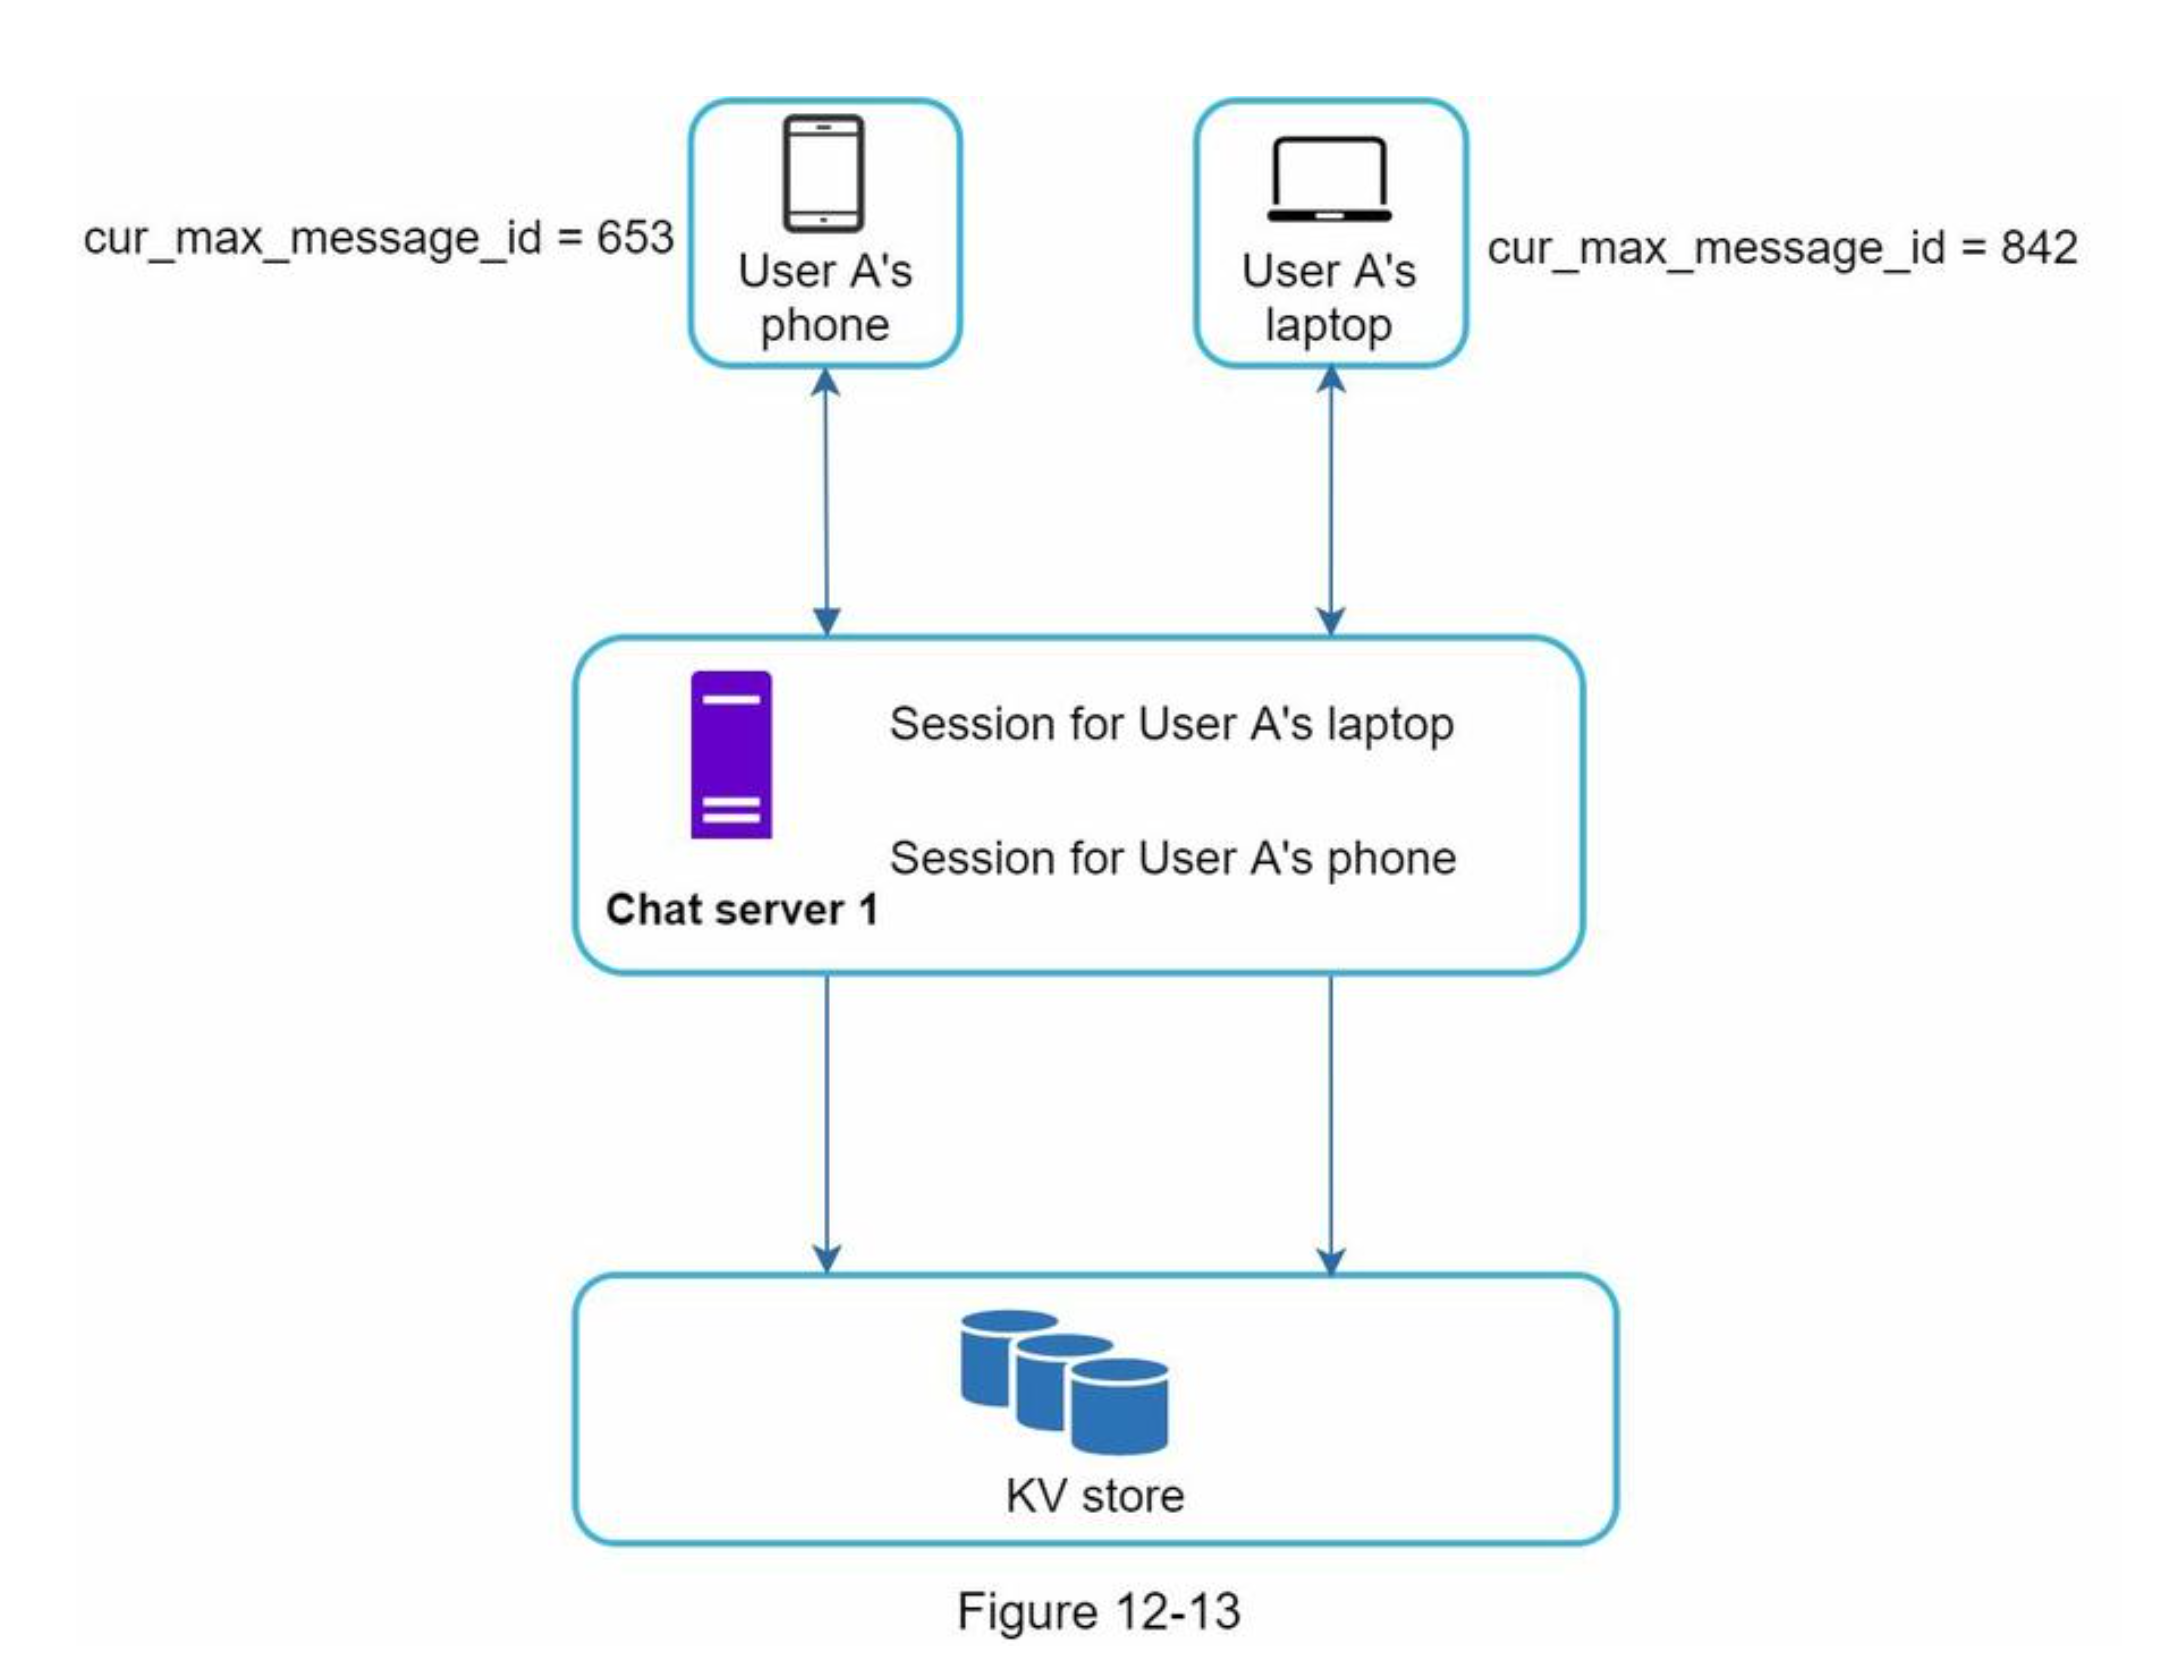 cur_max_message_id = 653
User A's
phone
User A's
laptop
cur_max_message_id = 842
Session for User A's laptop
Session for User A's phone
Chat server 1
KV store
Figure 12-13